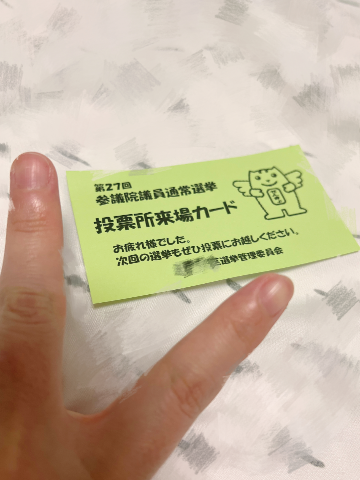 第27回
参議院議員通常選挙
投票所来場カード
お疲れ様でした。
次回の選挙もぜひ投票にお越しください。
選挙管理委員会